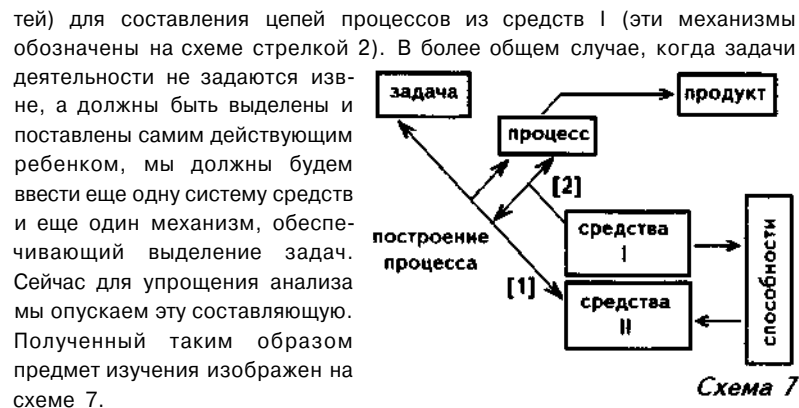 тей) для составления цепей процессов из средств I (эти механизмы
обозначены на схеме стрелкой 2). В более общем случае, когда задачи
деятельности не задаются изв-
не, а должны быть выделены и
поставлены самим действующим
ребенком, мы должны будем
ввести еще одну систему средств
и еще один механизм, обеспе-
чивающий выделение задач.
Сейчас для упрощения анализа
мы опускаем эту составляющую.
Полученный таким образом
предмет изучения изображен на
схеме 7.
задача
продукт
процесс
[2]
построение
процесса
средства
I
[1]
средства
II
способности
Схема 7